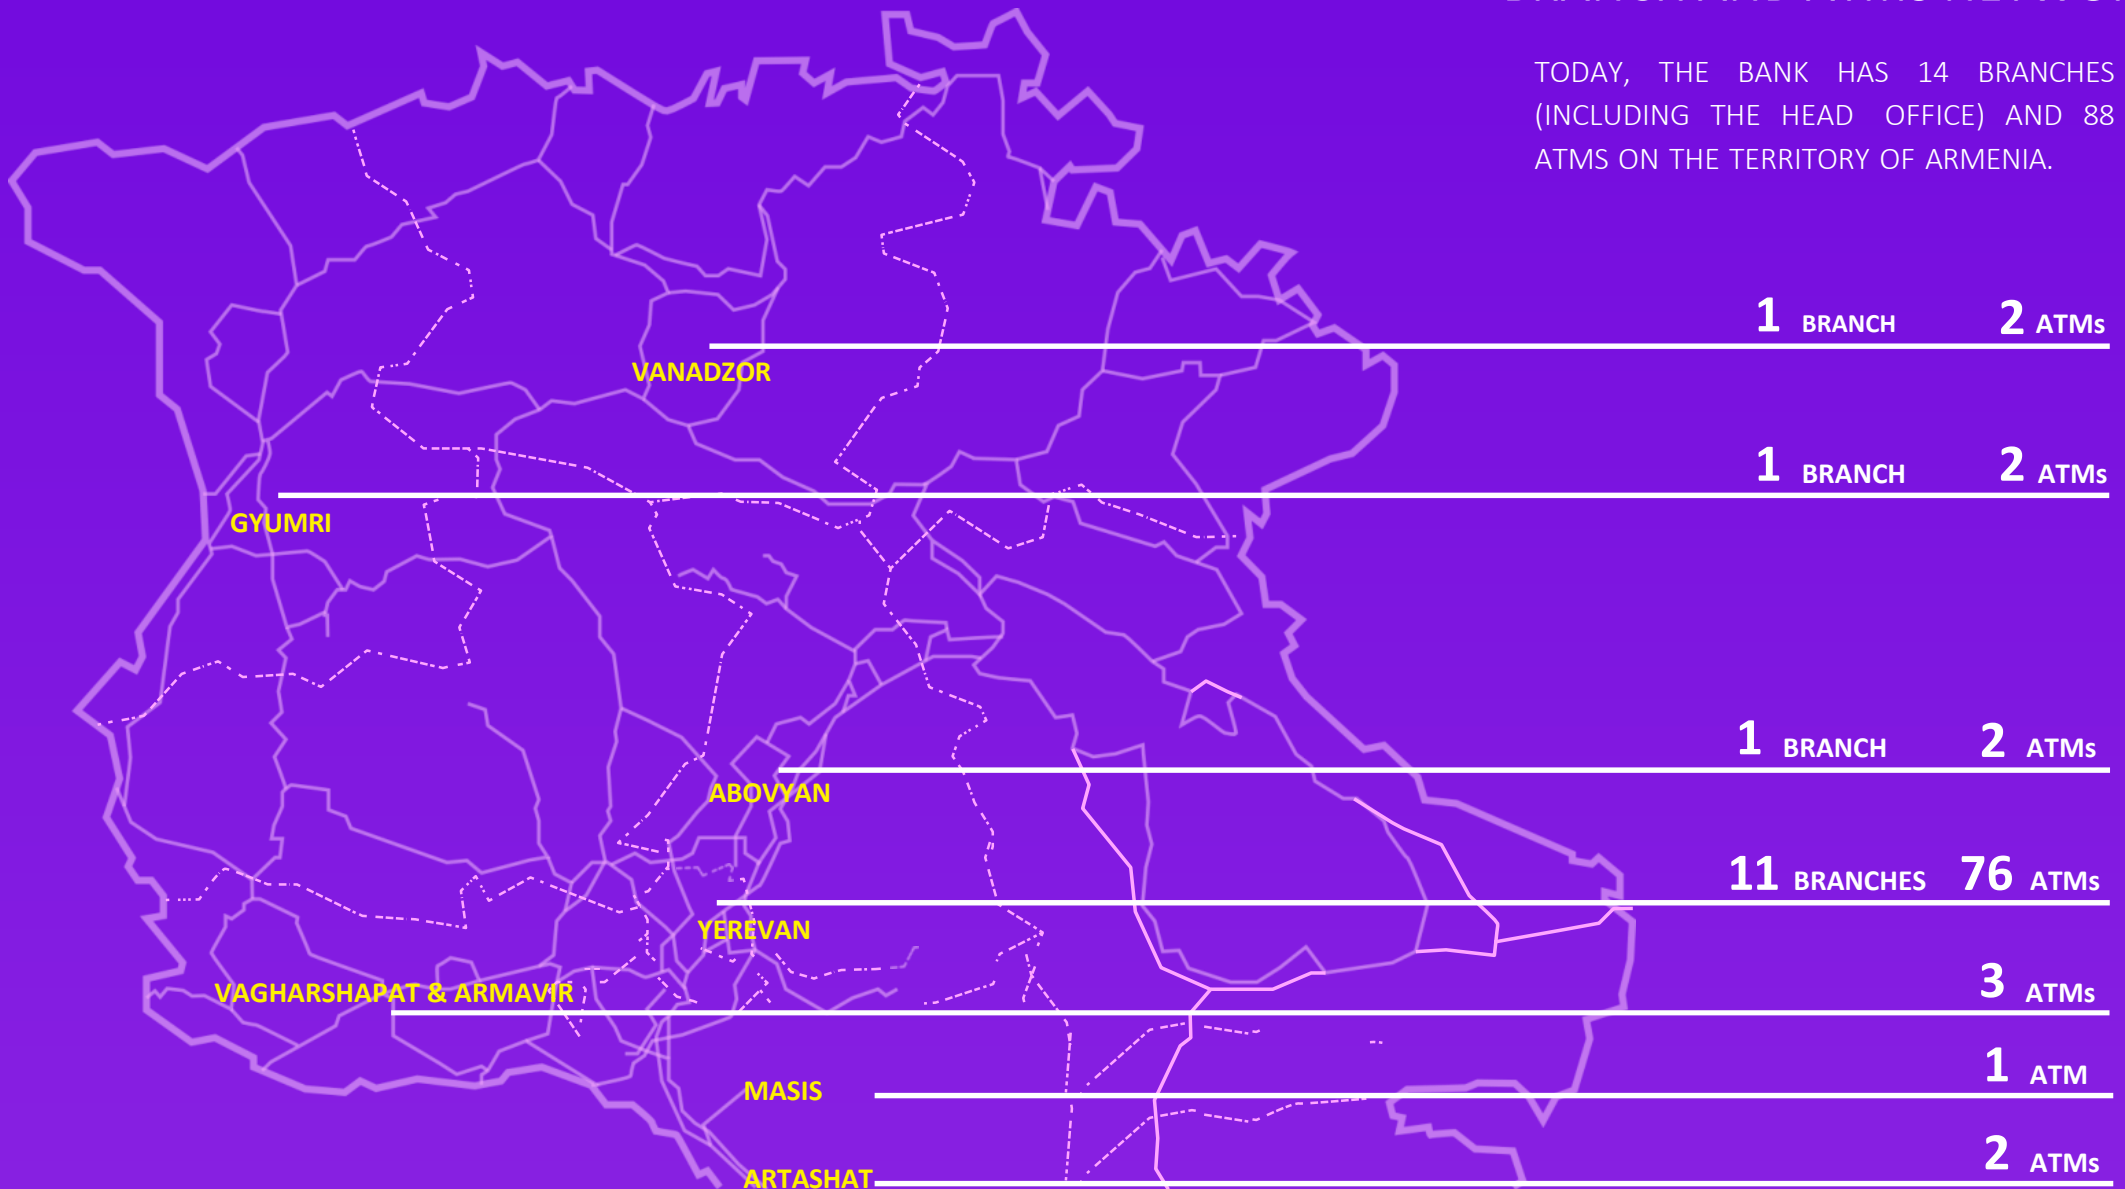 TODAY, THE BANK HAS 14 BRANCHES
(INCLUDING THE HEAD OFFICE) AND 88
ATMS ON THE TERRITORY OF ARMENIA.
1 BRANCH 2 ATMs
VANADZOR
1 BRANCH 2 ATMs
GYUMRI
1 BRANCH 2 ATMs
ABOVYAN
11 BRANCHES 76 ATMs
YEREVAN
3 ATMs
VAGHARSHAPAT & ARMAVIR
1 ATM
MASIS
2 ATMs
ARTASHAT